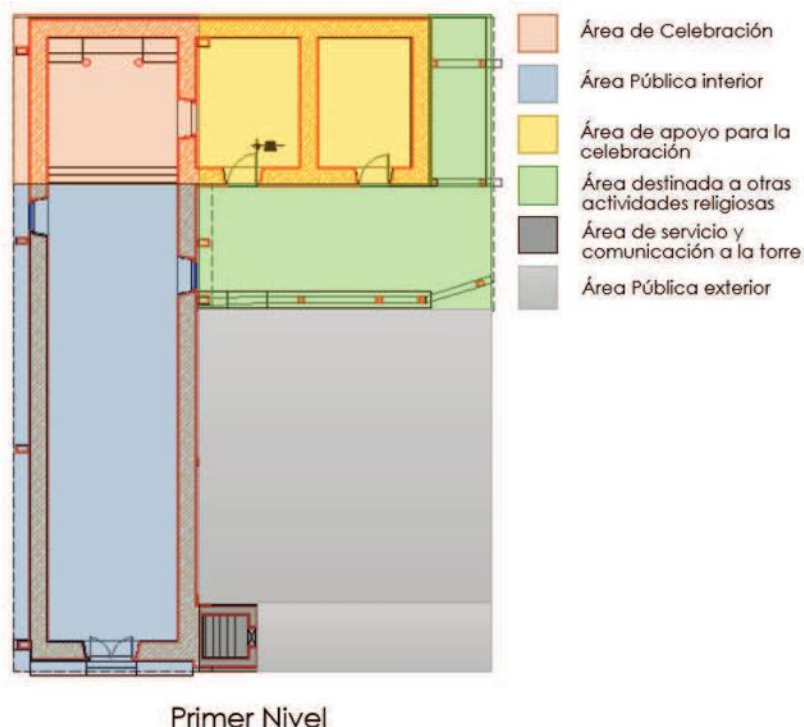 Área de Celebración
Área Pública interior
Área de apoyo para la
celebración
Área destinada a otras
actividades religiosas
Área de servicio y
comunicación a la torre
Área Pública exterior
Primer Nivel